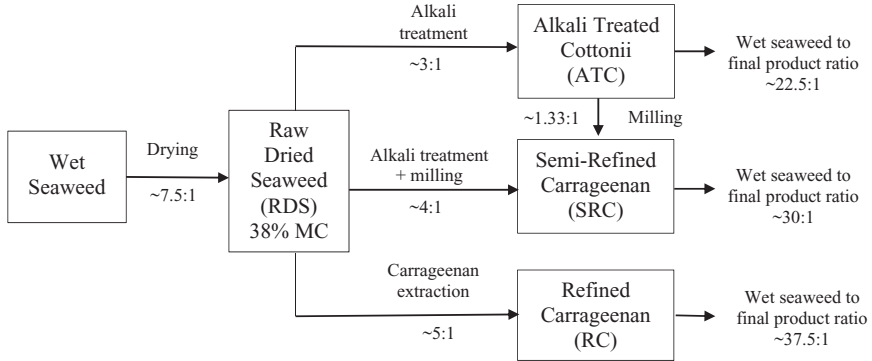 Wet
Seaweed
Drying
~7.5:1
Raw
Dried
Seaweed
(RDS)
38% MC
Alkali
treatment
~3:1
Alkali Treated
Cottonii
(ATC)
Wet seaweed to
final product ratio
~22.5:1
~1.33:1
Milling
Alkali treatment
+ milling
~4:1
Semi-Refined
Carrageenan
(SRC)
Wet seaweed to
final product ratio
~30:1
Carrageenan
extraction
~5:1
Refined
Carrageenan
(RC)
Wet seaweed to
final product ratio
~37.5:1